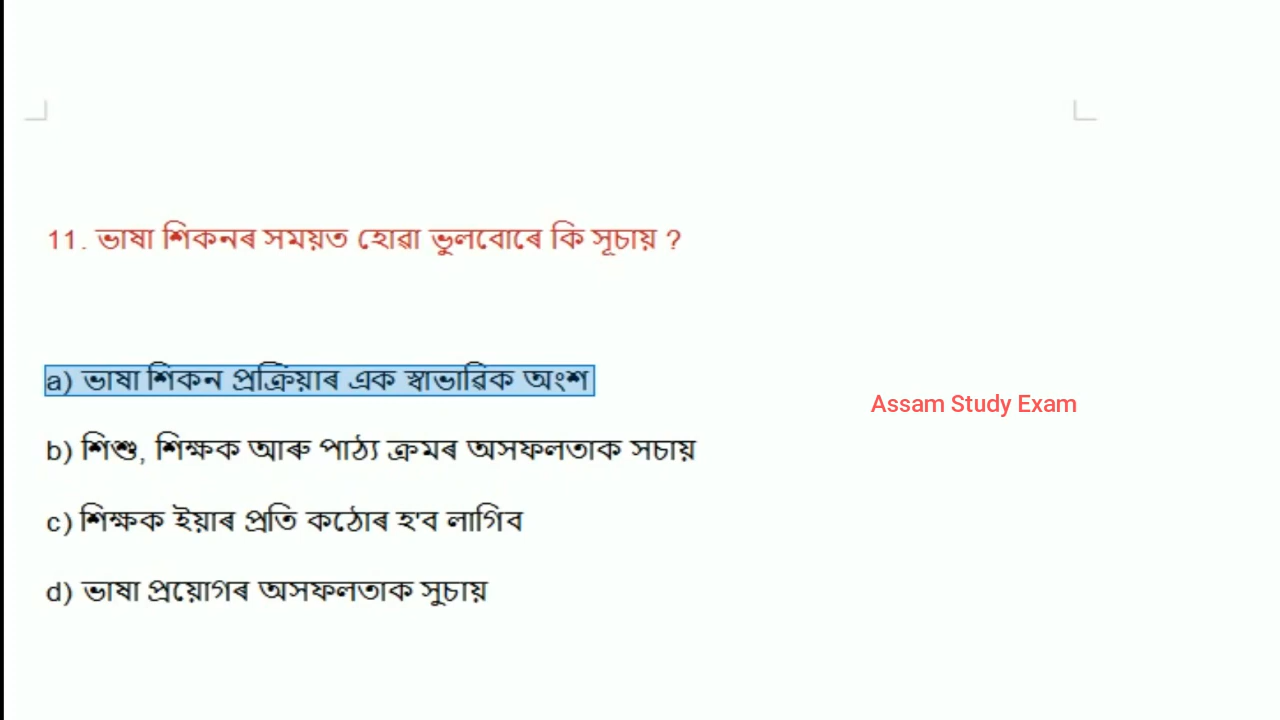 11. ভাষা শিকনৰ সময়ত হোৱা ভুলবোৰে কি সূচায় ?
a) ভাষা শিকন প্ৰক্ৰিয়াৰ এক স্বাভাৱিক অংশ
Assam Study Exam
b) শিশু, শিক্ষক আৰু পাঠ্য ক্ৰমৰ অসফলতাক সচায়
c) শিক্ষক ইয়াৰ প্ৰতি কঠোৰ হ'ব লাগিব
d) ভাষা প্ৰয়োগৰ অসফলতাক সুচায়